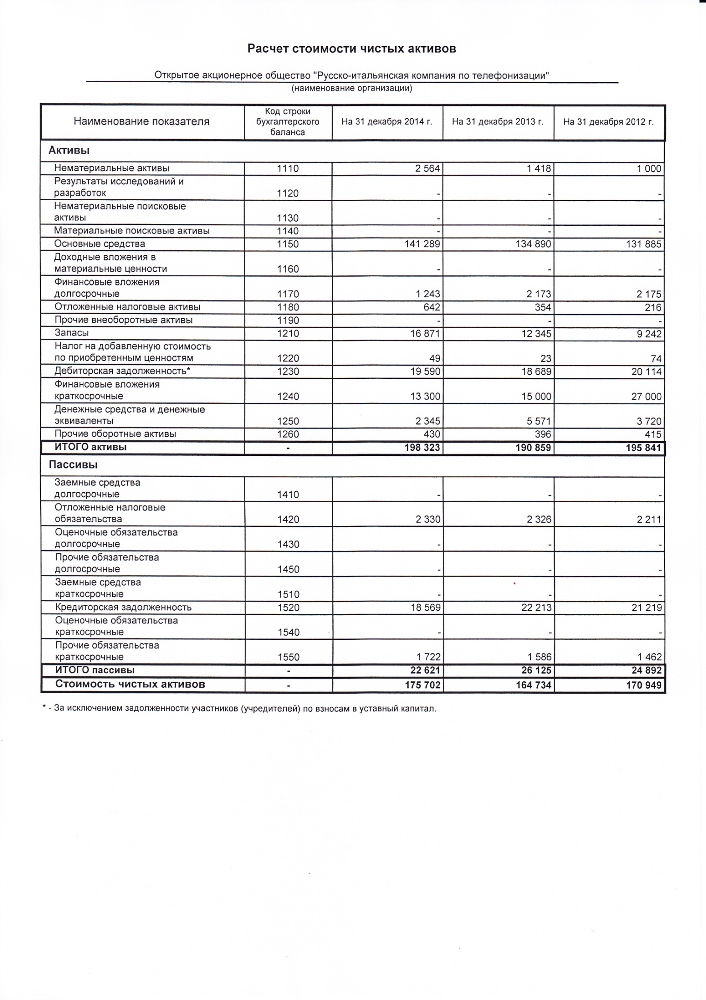 Расчет стоимости чистых активов
Открытое акционерное общество "Русско-итальянская компания по телефонизации"
(наименование организации)
Наименование показателя
Код строки
бухгалтерского
баланса
На 31 декабря 2014 г.
На 31 декабря 2013 г.
На 31 декабря 2012 г.
Активы
Нематериальные активы 1110 2 564 1 418 1 000
Результаты исследований и
разработок 1120 - - -
Нематериальные поисковые
активы 1130 - - -
Материальные поисковые активы 1140 - - -
Основные средства 1150 141 289 134 890 131 885
Доходные вложения в
материальные ценности 1160 - - -
Финансовые вложения
долгосрочные 1170 1 243 2 173 2 175
Отложенные налоговые активы 1180 642 354 216
Прочие внеоборотные активы 1190 - - -
Запасы 1210 16 871 12 345 9 242
Налог на добавленную стоимость
по приобретенным ценностям 1220 49 23 74
Дебиторская задолженность* 1230 19 590 18 689 20 114
Финансовые вложения
краткосрочные 1240 13 300 15 000 27 000
Денежные средства и денежные
эквиваленты 1250 2 345 5 571 3 720
Прочие оборотные активы 1260 430 396 415
ИТОГО активы - 198 323 190 859 195 841
Пассивы
Заемные средства
долгосрочные 1410 - - -
Отложенные налоговые
обязательства 1420 2 330 2 326 2 211
Оценочные обязательства
долгосрочные 1430 - - -
Прочие обязательства
долгосрочные 1450 - - -
Заемные средства
краткосрочные 1510 - - -
Кредиторская задолженность 1520 18 569 22 213 21 219
Оценочные обязательства
краткосрочные 1540 - - -
Прочие обязательства
краткосрочные 1550 1 722 1 586 1 462
ИТОГО пассивы - 22 621 26 125 24 892
Стоимость чистых активов - 175 702 164 734 170 949
* - За исключением задолженности участников (учредителей) по взносам в уставный капитал.